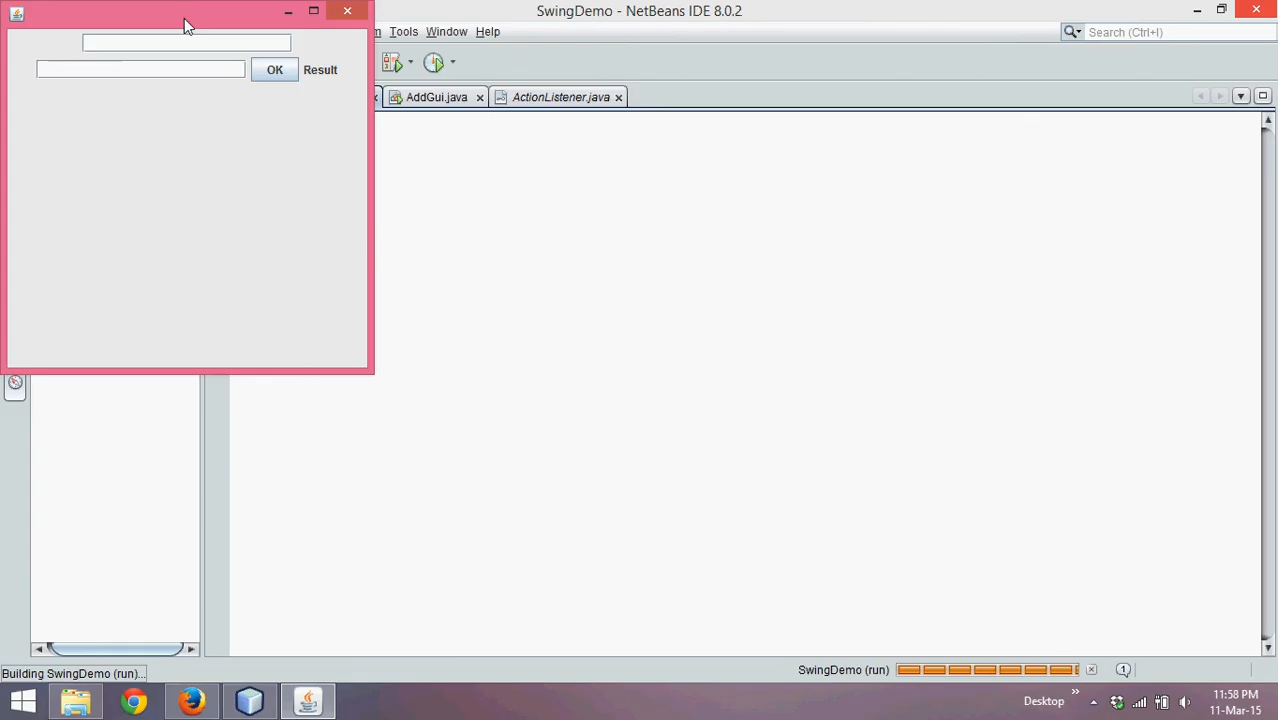 SwingDemo - NetBeans IDE 8.0.2
Tools Window Help
Search (Ctrl+I)
OK Result
AddGui.java
ActionListener.java
Building SwingDemo (run)...
SwingDemo (run)
1
Desktop
11:58 PM
11-Mar-15